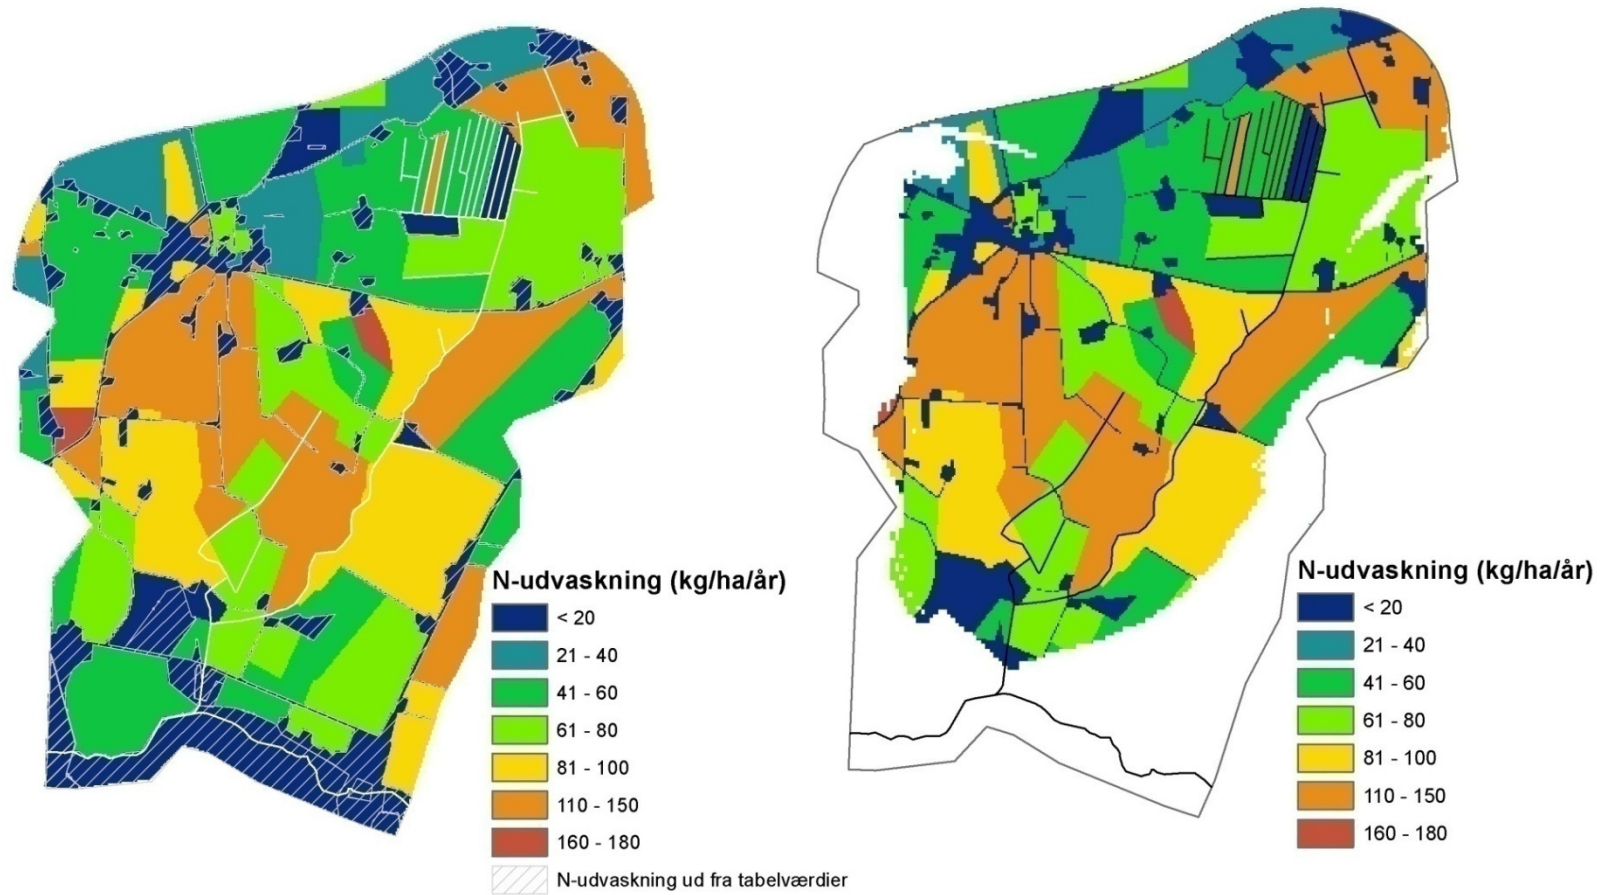 N-udvaskning (kg/ha/år)
< 20
21 - 40
41 - 60
61 - 80
81 - 100
110 - 150
160 - 180
N-udvaskning ud fra tabelværdier
N-udvaskning (kg/ha/år)
< 20
21 - 40
41 - 60
61 - 80
81 - 100
110 - 150
160 - 180